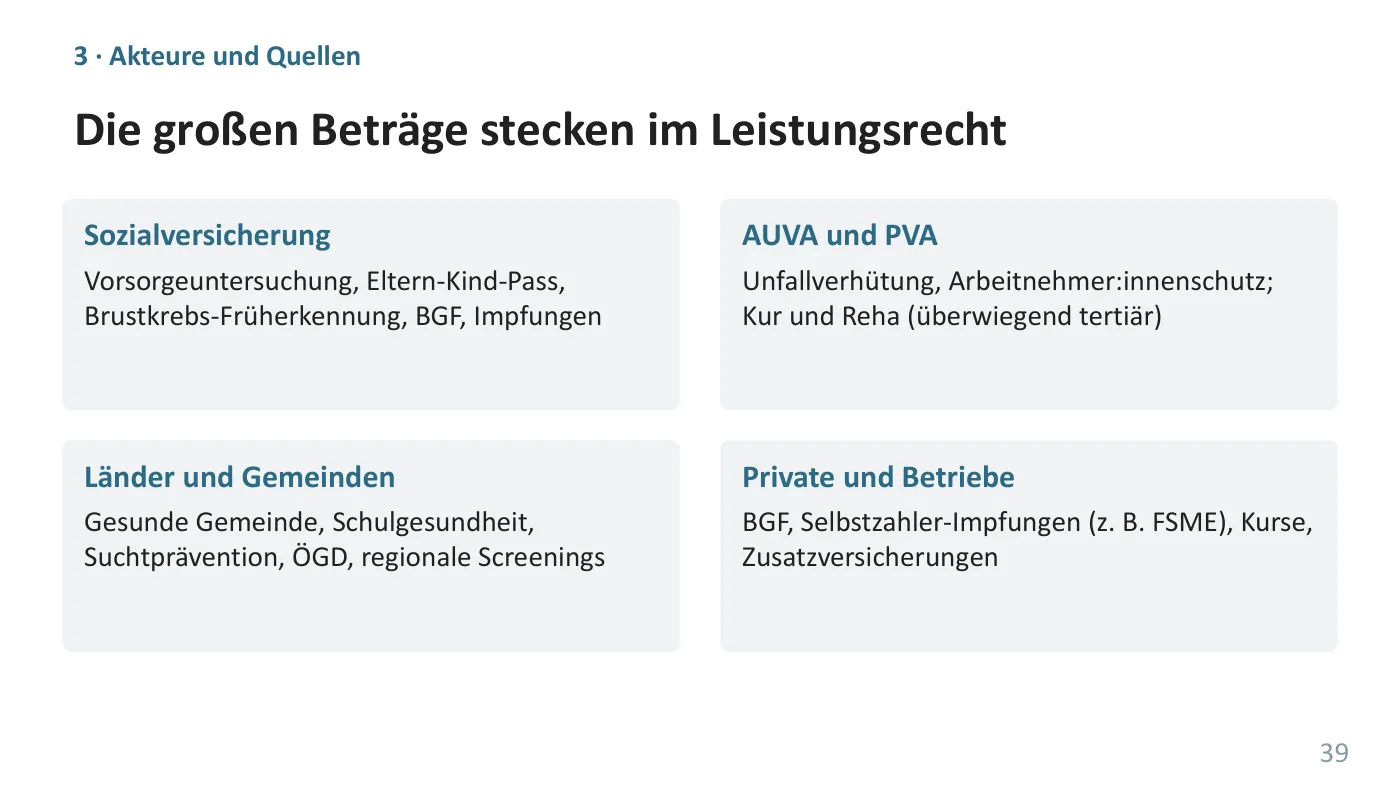 3 · Akteure und Quellen
Die großen Beträge stecken im Leistungsrecht
Sozialversicherung
Vorsorgeuntersuchung, Eltern-Kind-Pass,
Brustkrebs-Früherkennung, BGF, Impfungen
AUVA und PVA
Unfallverhütung, Arbeitnehmer:innenschutz;
Kur und Reha (überwiegend tertiär)
Länder und Gemeinden
Gesunde Gemeinde, Schulgesundheit,
Suchtprävention, ÖGD, regionale Screenings
Private und Betriebe
BGF, Selbstzahler-Impfungen (z. B. FSME), Kurse,
Zusatzversicherungen
39